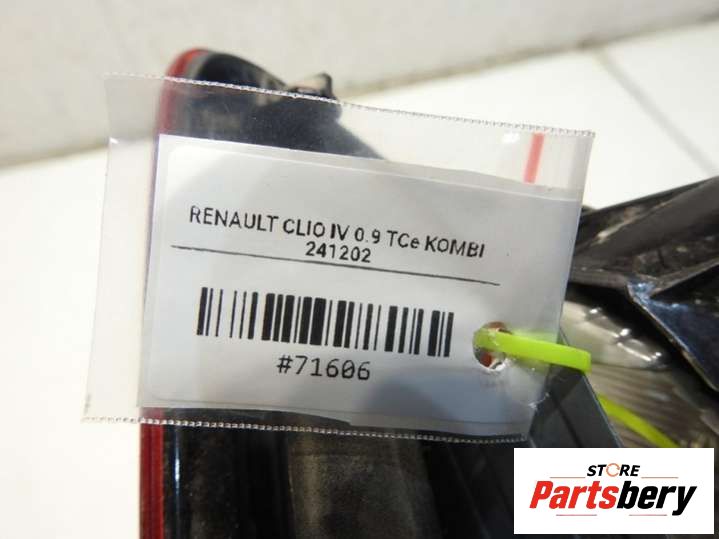 RENAULT CLIO IV 0.9 TCe KOMBI
241202
#71606
STORE
Partsbery